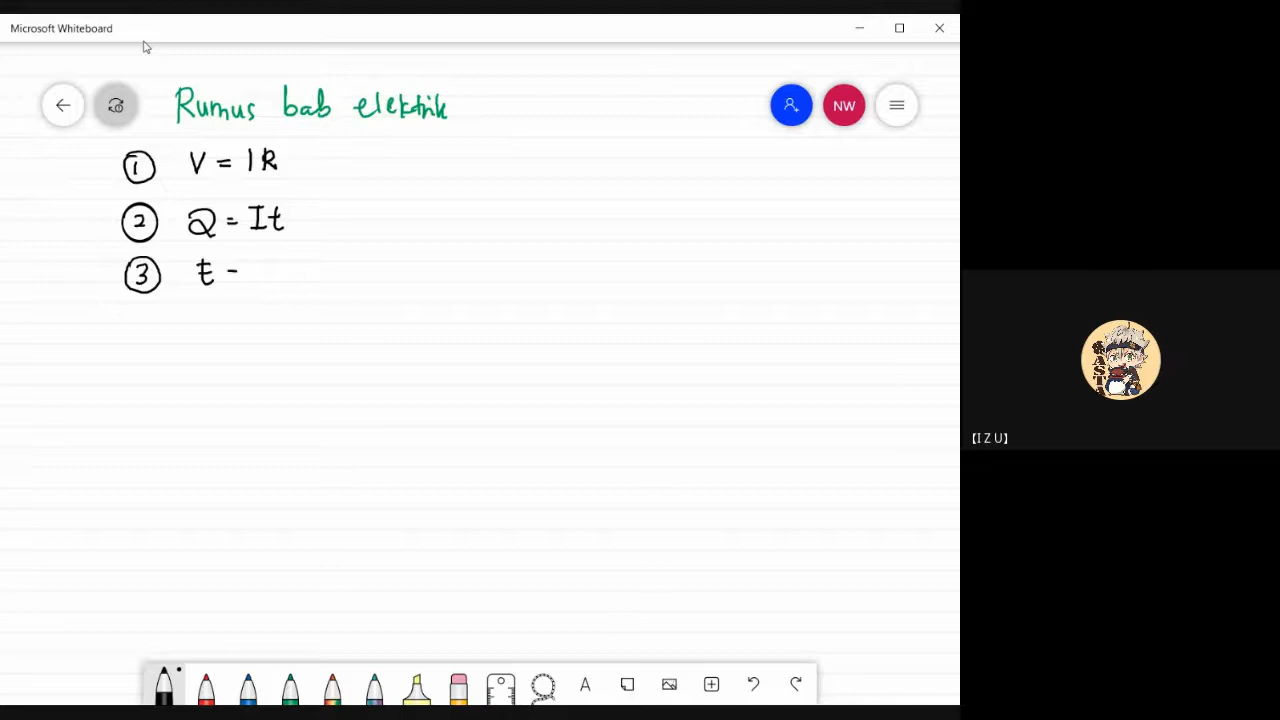 Microsoft Whiteboard
Rumus bab elektrik
NW
① V = IR
② Q = It
③ t -
A
【I Z U】